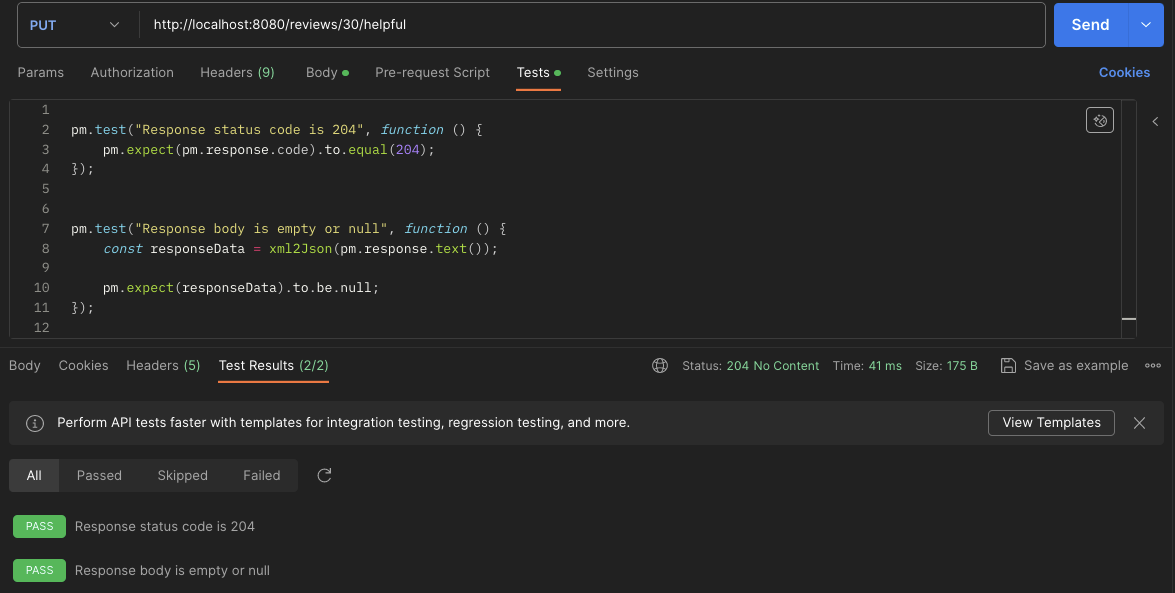 PUT http://localhost:8080/reviews/30/helpful Send
Params Authorization Headers (9) Body Pre-request Script Tests Settings Cookies
1
2 pm.test("Response status code is 204", function () {
3 pm.expect(pm.response.code).to.equal(204);
4 });
5
6
7 pm.test("Response body is empty or null", function () {
8 const responseData = xml2Json(pm.response.text());
9
10 pm.expect(responseData).to.be.null;
11 });
12
Body Cookies Headers (5) Test Results (2/2) Status: 204 No Content Time: 41 ms Size: 175 B Save as example
Perform API tests faster with templates for integration testing, regression testing, and more. View Templates
All Passed Skipped Failed
PASS Response status code is 204
PASS Response body is empty or null